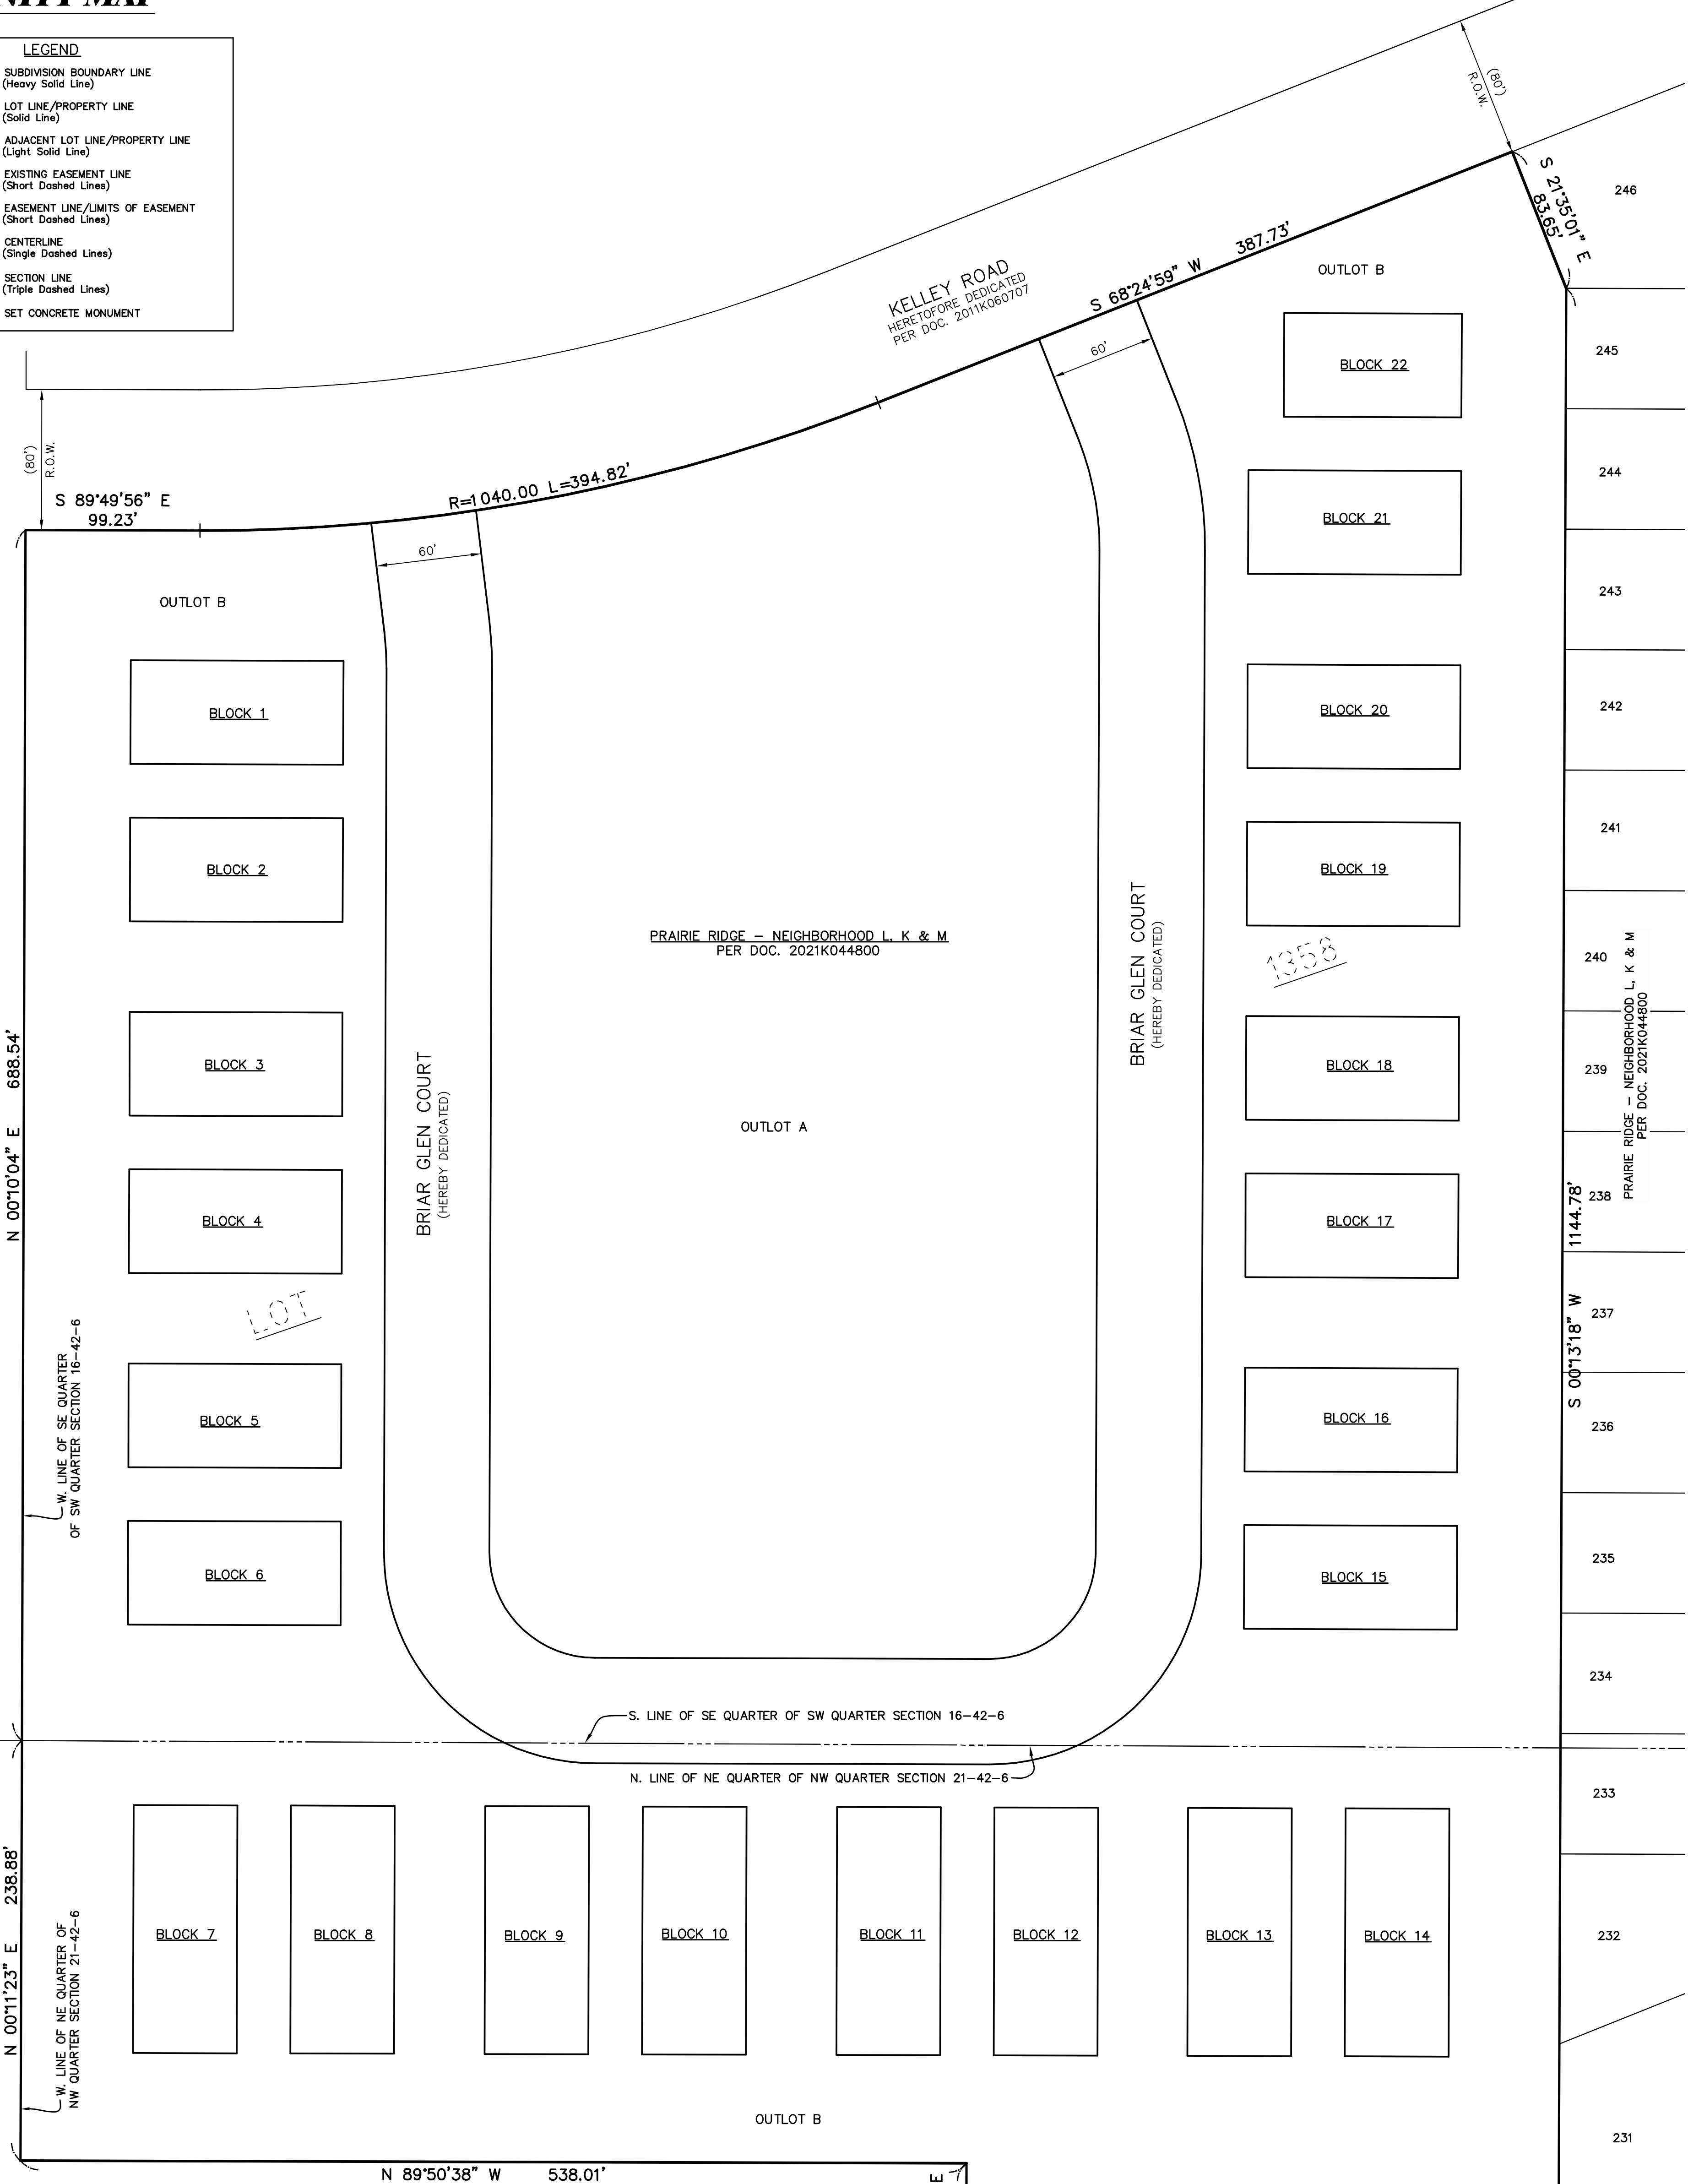 LEGEND
SUBDIVISION BOUNDARY LINE
(Heavy Solid Line)
LOT LINE/PROPERTY LINE
(Solid Line)
ADJACENT LOT LINE/PROPERTY LINE
(Light Solid Line)
EXISTING EASEMENT LINE
(Short Dashed Lines)
EASEMENT LINE/LIMITS OF EASEMENT
(Short Dashed Lines)
CENTERLINE
(Single Dashed Lines)
SECTION LINE
(Triple Dashed Lines)
SET CONCRETE MONUMENT
(80')
R.O.W.
S 21°35'01" E
83.65'
246
KELLEY ROAD
HERETOFORE DEDICATED
PER DOC. 2011K060707
S 68°24'59" W 387.73'
OUTLOT B
60'
BLOCK 22
245
(80')
R.O.W.
S 89°49'56" E
99.23'
R=1040.00 L=394.82'
60'
BLOCK 21
244
OUTLOT B
243
BLOCK 1
BLOCK 20
242
BLOCK 2
BLOCK 19
241
PRAIRIE RIDGE – NEIGHBORHOOD L, K & M
PER DOC. 2021K044800
BRIAR GLEN COURT
(HEREBY DEDICATED)
1358
240
PRAIRIE RIDGE – NEIGHBORHOOD L, K & M
PER DOC. 2021K044800
N 00°10'04" E 688.54'
BLOCK 3
BRIAR GLEN COURT
(HEREBY DEDICATED)
OUTLOT A
BLOCK 18
239
BLOCK 4
BLOCK 17
238
S 00°13'18" W 1144.78'
LOT
237
W. LINE OF SE QUARTER
OF SW QUARTER SECTION 16-42-6
BLOCK 5
BLOCK 16
236
BLOCK 6
BLOCK 15
235
234
S. LINE OF SE QUARTER OF SW QUARTER SECTION 16-42-6
N. LINE OF NE QUARTER OF NW QUARTER SECTION 21-42-6
233
N 00°11'23" E 238.88'
W. LINE OF NE QUARTER OF
NW QUARTER SECTION 21-42-6
BLOCK 7
BLOCK 8
BLOCK 9
BLOCK 10
BLOCK 11
BLOCK 12
BLOCK 13
BLOCK 14
232
OUTLOT B
231
N 89°50'38" W 538.01'
E